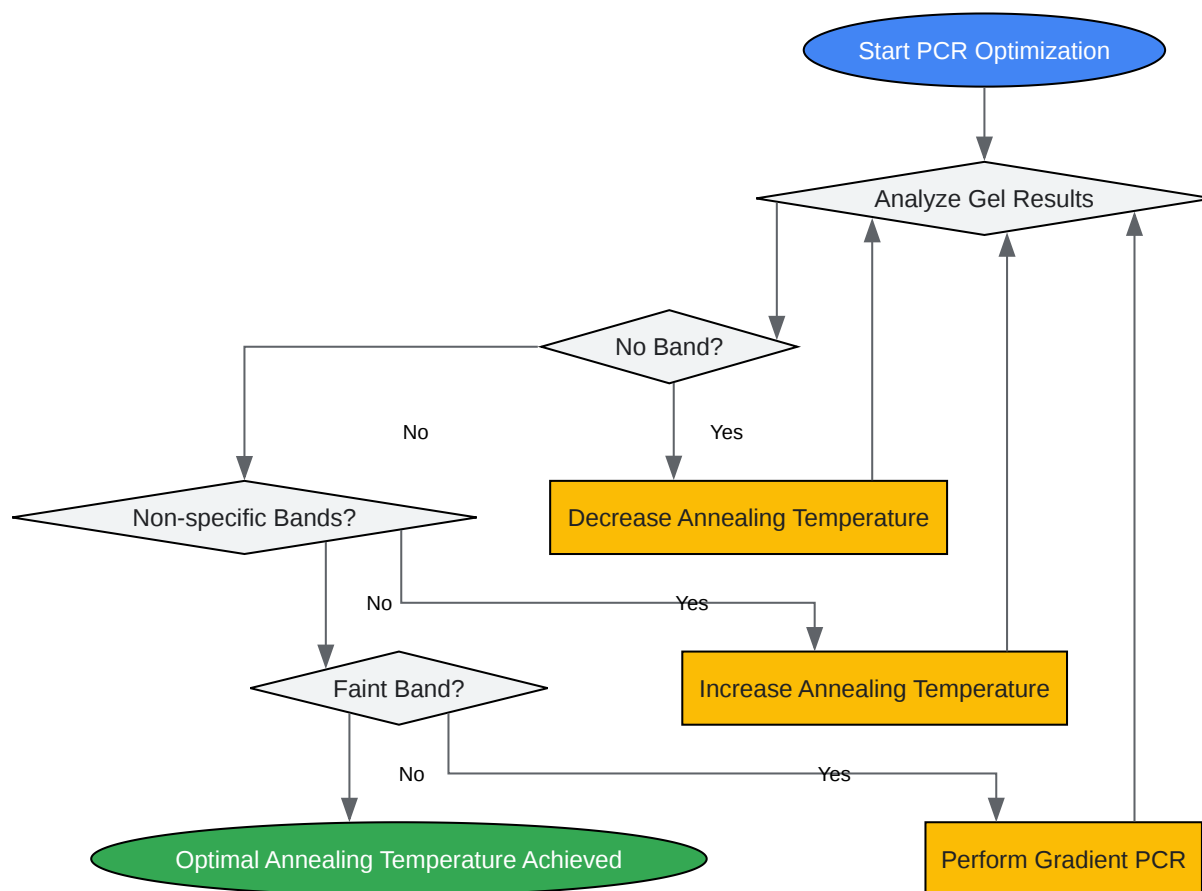 Start PCR Optimization
Analyze Gel Results
No Band?
No
Yes
Non-specific Bands?
Decrease Annealing Temperature
No
Yes
Faint Band?
Increase Annealing Temperature
No
Yes
Optimal Annealing Temperature Achieved
Perform Gradient PCR